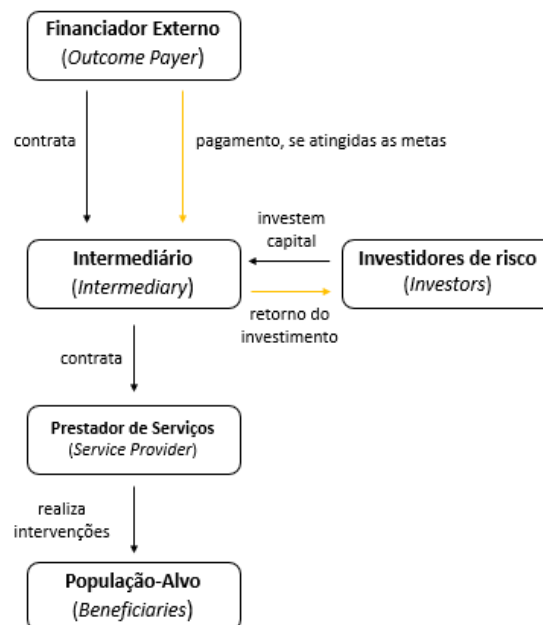 Financiador Externo
(Outcome Payer)
contrata
pagamento, se atingidas as metas
investem
capital
Intermediário
(Intermediary)
Investidores de risco
(Investors)
retorno do
investimento
contrata
Prestador de Serviços
(Service Provider)
realiza
intervenções
População-Alvo
(Beneficiaries)